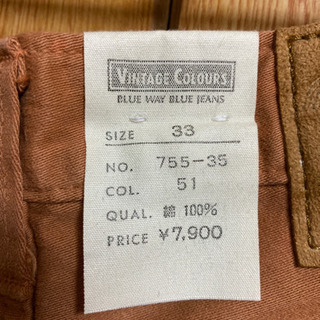 VINTAGE COLOURS
BLUE WAY BLUE JEANS
SIZE 33
NO. 755-35
COL. 51
QUAL. 綿 100%
PRICE ¥7,900